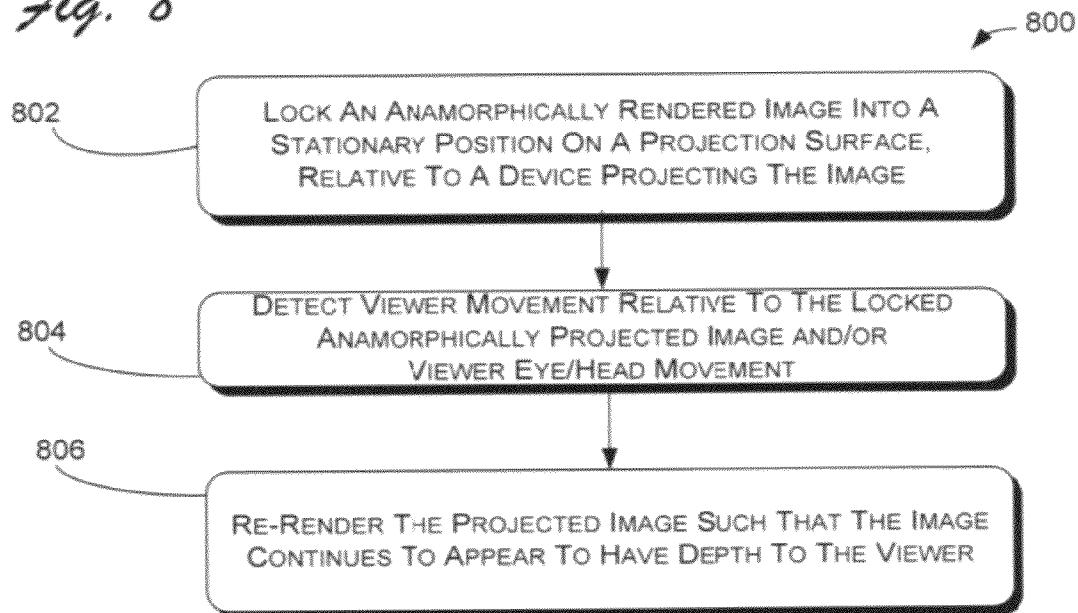 Fig. 8
800
802
LOCK AN ANAMORPHICALLY RENDERED IMAGE INTO A
STATIONARY POSITION ON A PROJECTION SURFACE,
RELATIVE TO A DEVICE PROJECTING THE IMAGE
804
DETECT VIEWER MOVEMENT RELATIVE TO THE LOCKED
ANAMORPHICALLY PROJECTED IMAGE AND/OR
VIEWER EYE/HEAD MOVEMENT
806
RE-RENDER THE PROJECTED IMAGE SUCH THAT THE IMAGE
CONTINUES TO APPEAR TO HAVE DEPTH TO THE VIEWER